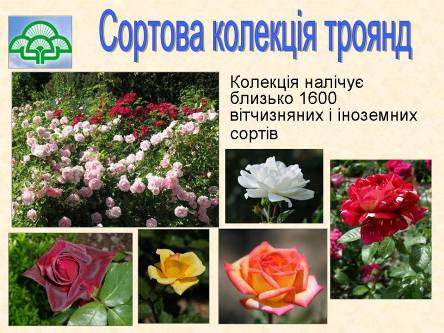 Сортова колекція троянд
Колекція налічує
близько 1600
вітчизняних і іноземних
сортів